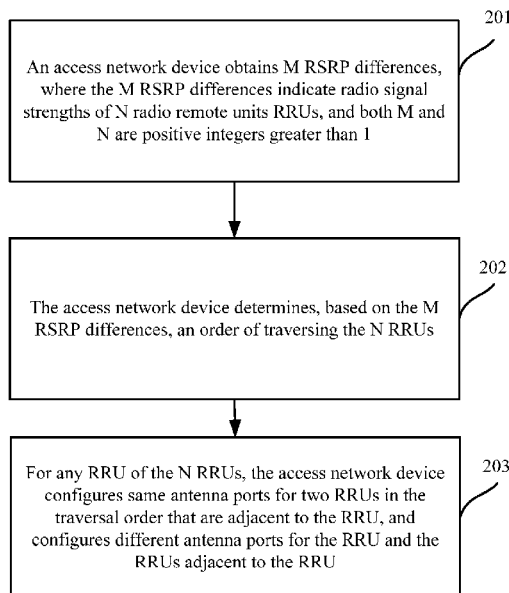 201
An access network device obtains M RSRP differences,
where the M RSRP differences indicate radio signal
strengths of N radio remote units RRUs, and both M and
N are positive integers greater than 1
202
The access network device determines, based on the M
RSRP differences, an order of traversing the N RRUs
203
For any RRU of the N RRUs, the access network device
configures same antenna ports for two RRUs in the
traversal order that are adjacent to the RRU, and
configures different antenna ports for the RRU and the
RRUs adjacent to the RRU